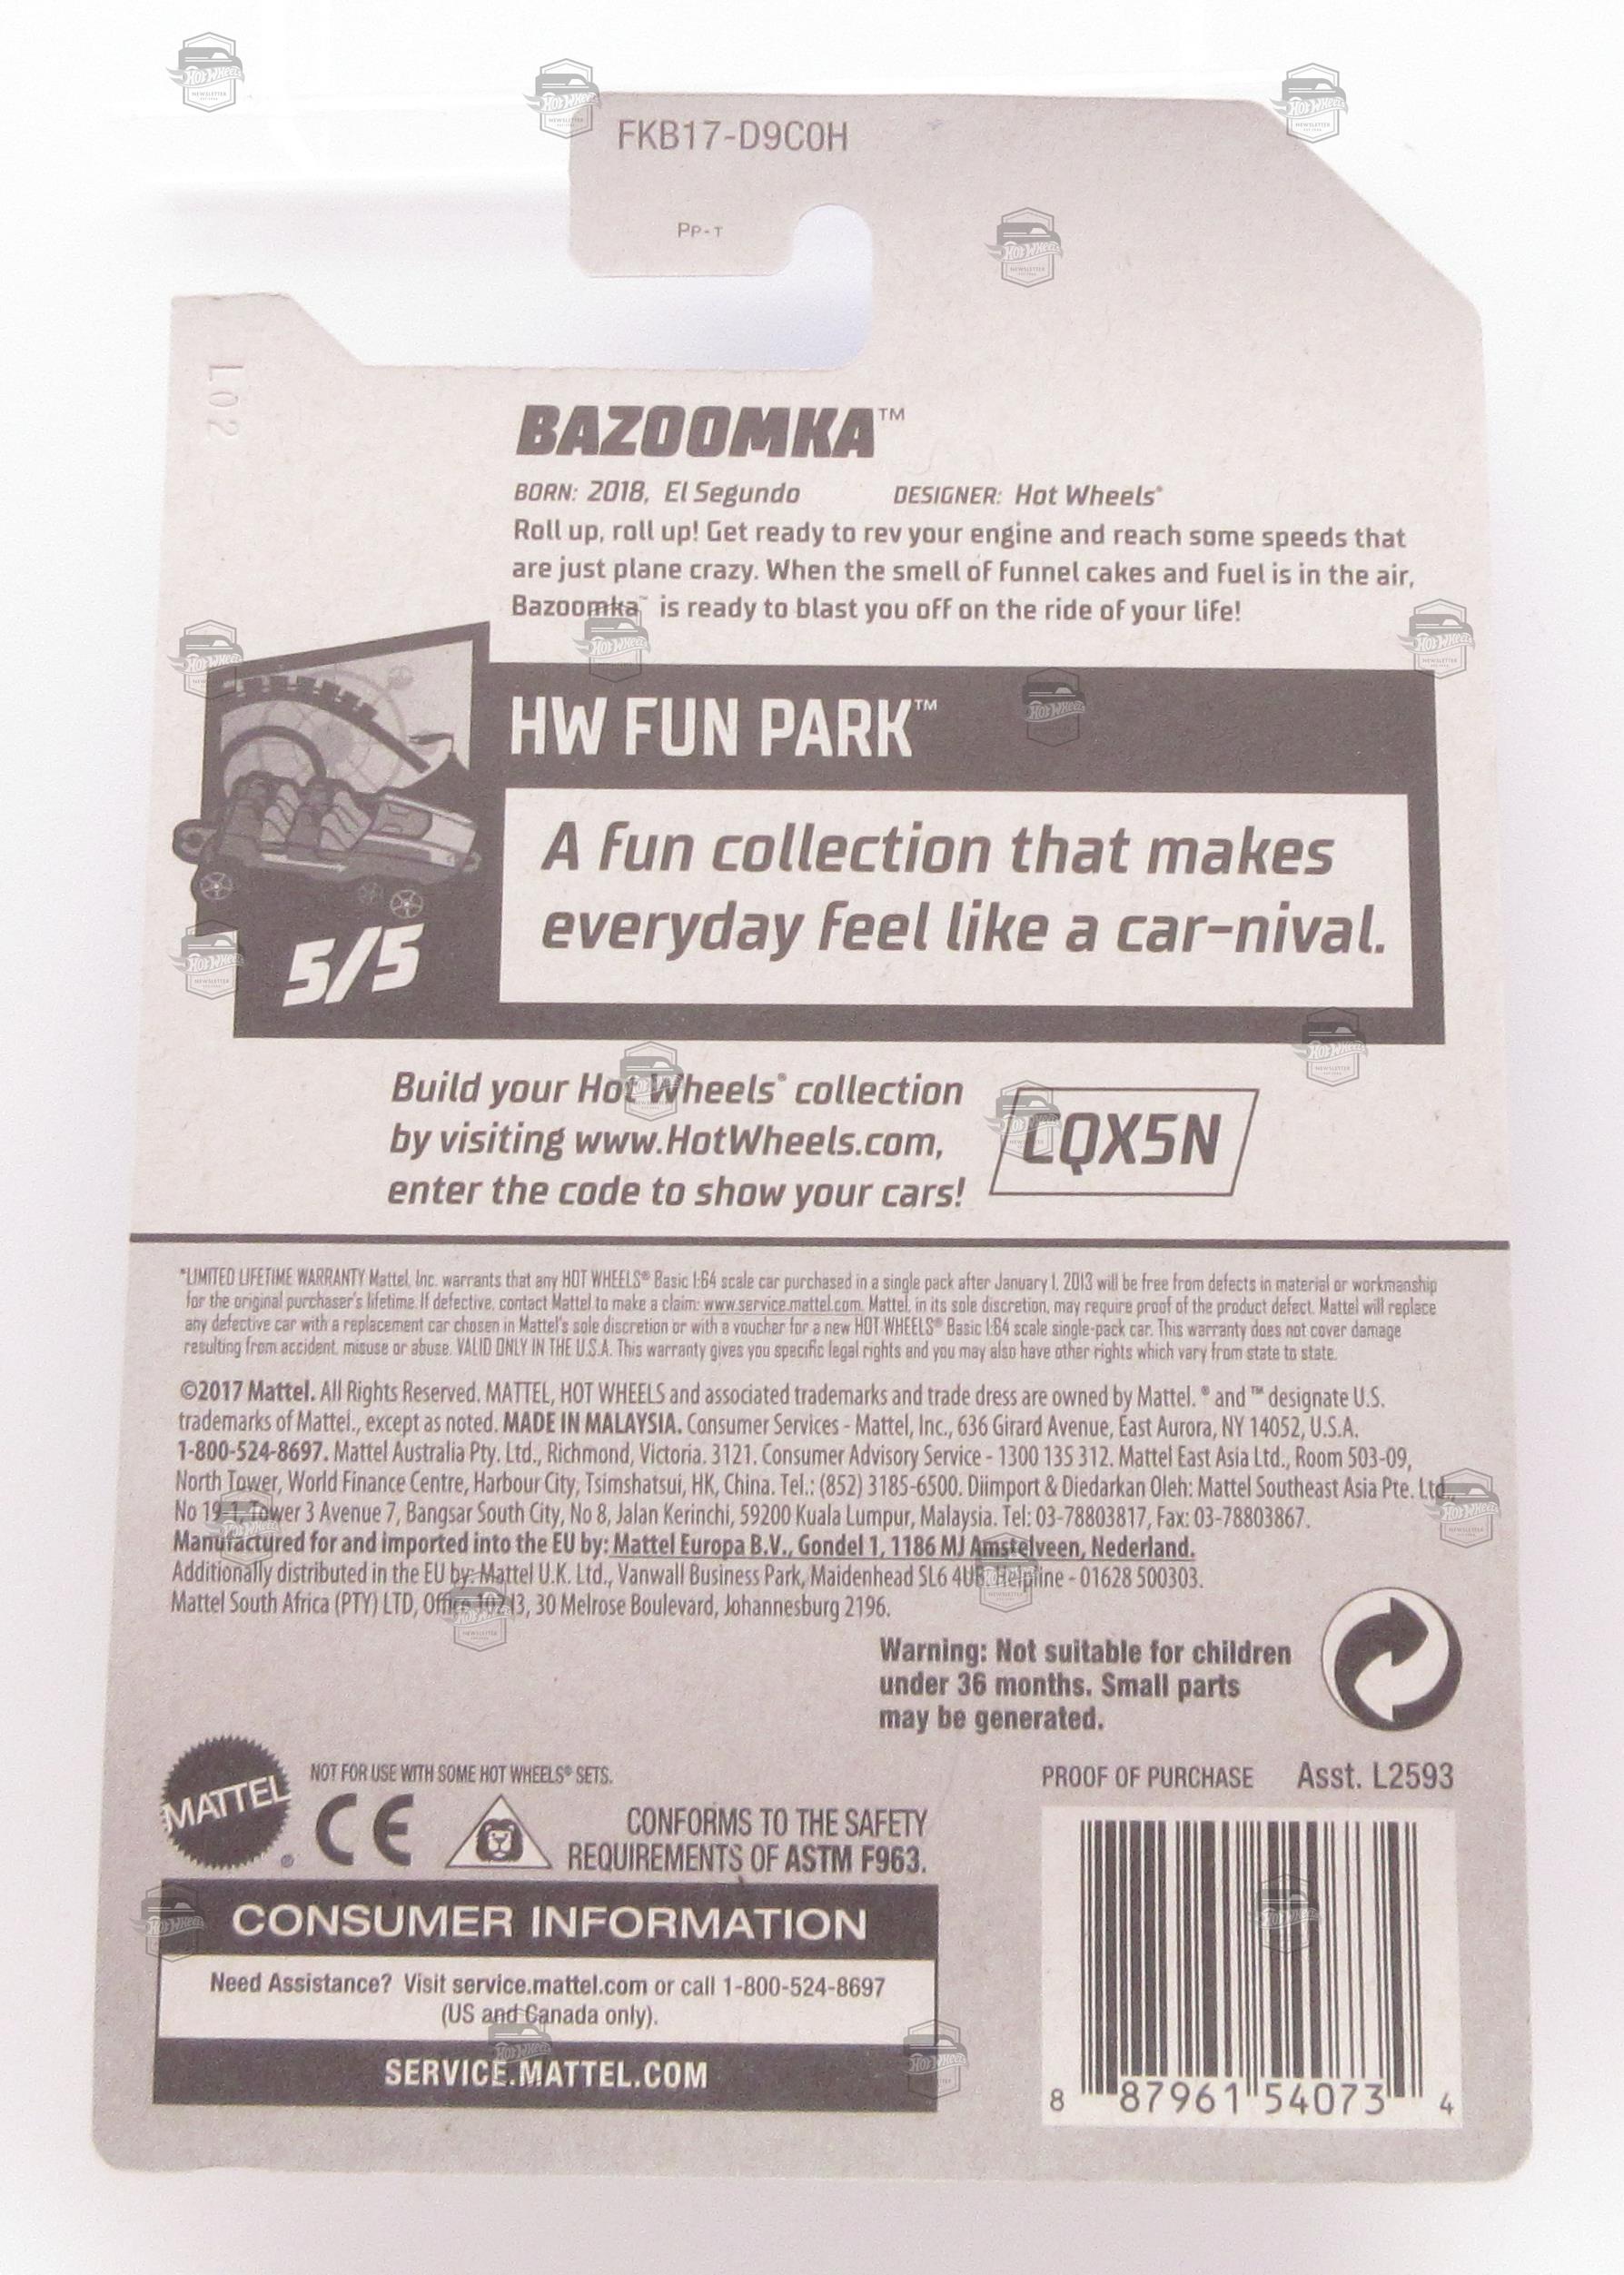 FKB17-D9C0H
PP-T
L02
BAZOOMKA™
BORN: 2018, El Segundo DESIGNER: Hot Wheels®
Roll up, roll up! Get ready to rev your engine and reach some speeds that
are just plane crazy. When the smell of funnel cakes and fuel is in the air,
Bazoomka™ is ready to blast you off on the ride of your life!
HW FUN PARK™
A fun collection that makes
everyday feel like a car-nival.
5/5
Build your Hot Wheels® collection
by visiting www.HotWheels.com,
enter the code to show your cars!
CQX5N
*LIMITED LIFETIME WARRANTY Mattel, Inc. warrants that any HOT WHEELS® Basic 1:64 scale car purchased in a single pack after January 1, 2013 will be free from defects in material or workmanship
for the original purchaser's lifetime. If defective, contact Mattel to make a claim: www.service.mattel.com. Mattel, in its sole discretion, may require proof of the product defect. Mattel will replace
any defective car with a replacement car chosen in Mattel's sole discretion or with a voucher for a new HOT WHEELS® Basic 1:64 scale single-pack car. This warranty does not cover damage
resulting from accident, misuse or abuse. VALID ONLY IN THE U.S.A. This warranty gives you specific legal rights and you may also have other rights which vary from state to state.
©2017 Mattel. All Rights Reserved. MATTEL, HOT WHEELS and associated trademarks and trade dress are owned by Mattel. ® and ™ designate U.S.
trademarks of Mattel., except as noted. MADE IN MALAYSIA. Consumer Services - Mattel, Inc., 636 Girard Avenue, East Aurora, NY 14052, U.S.A.
1-800-524-8697. Mattel Australia Pty. Ltd., Richmond, Victoria. 3121. Consumer Advisory Service - 1300 135 312. Mattel East Asia Ltd., Room 503-09,
North Tower, World Finance Centre, Harbour City, Tsimshatsui, HK, China. Tel.: (852) 3185-6500. Diimport & Diedarkan Oleh: Mattel Southeast Asia Pte. Ltd.,
No 19-1, Tower 3 Avenue 7, Bangsar South City, No 8, Jalan Kerinchi, 59200 Kuala Lumpur, Malaysia. Tel: 03-78803817, Fax: 03-78803867.
Manufactured for and imported into the EU by: Mattel Europa B.V., Gondel 1, 1186 MJ Amstelveen, Nederland.
Additionally distributed in the EU by: Mattel U.K. Ltd., Vanwall Business Park, Maidenhead SL6 4UB. Helpline - 01628 500303.
Mattel South Africa (PTY) LTD, Office 102 I3, 30 Melrose Boulevard, Johannesburg 2196.
Warning: Not suitable for children
under 36 months. Small parts
may be generated.
MATTEL®
NOT FOR USE WITH SOME HOT WHEELS® SETS.
CE
CONFORMS TO THE SAFETY
REQUIREMENTS OF ASTM F963.
PROOF OF PURCHASE Asst. L2593
CONSUMER INFORMATION
Need Assistance? Visit service.mattel.com or call 1-800-524-8697
(US and Canada only).
SERVICE.MATTEL.COM
8 87961 54073 4